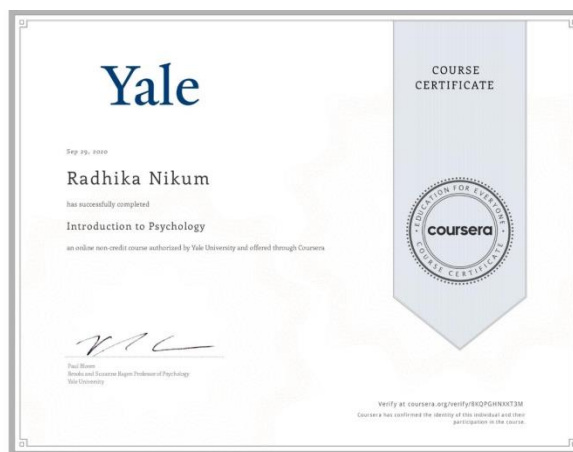 Yale
COURSE
CERTIFICATE
Sep 29, 2020
Radhika Nikum
has successfully completed
Introduction to Psychology
an online non-credit course authorized by Yale University and offered through Coursera
EDUCATION FOR EVERYONE
coursera
COURSE CERTIFICATE
Paul Bloom
Brooks and Suzanne Ragen Professor of Psychology
Yale University
Verify at coursera.org/verify/8KQPGHNXKT3M
Coursera has confirmed the identity of this individual and their
participation in the course.